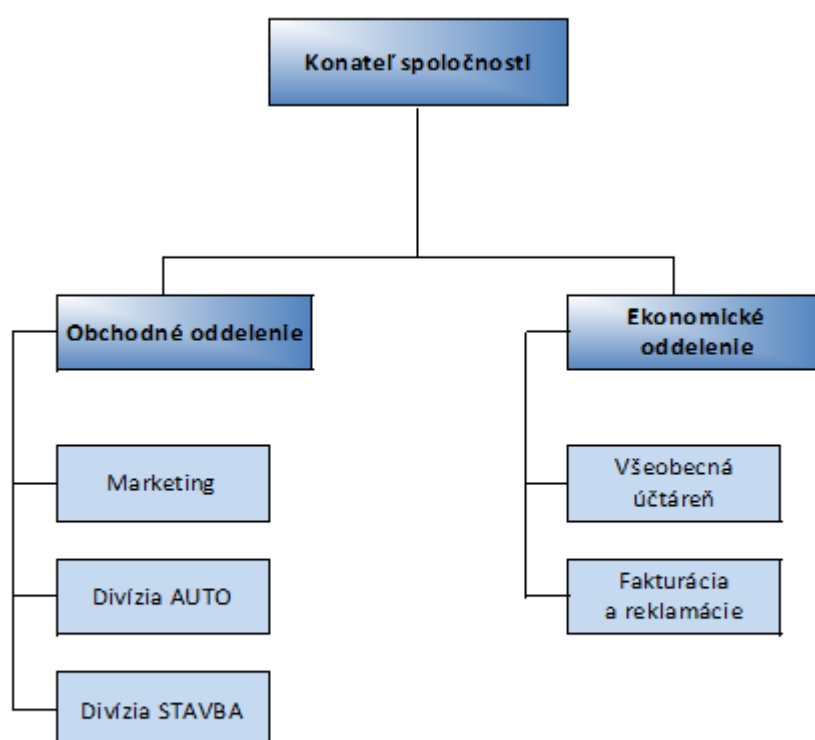 Konateľ spoločnosti
Obchodné oddelenie
Ekonomické
oddelenie
Marketing
Všeobecná
účtáreň
Divízia AUTO
Fakturácia
a reklamácie
Divízia STAVBA